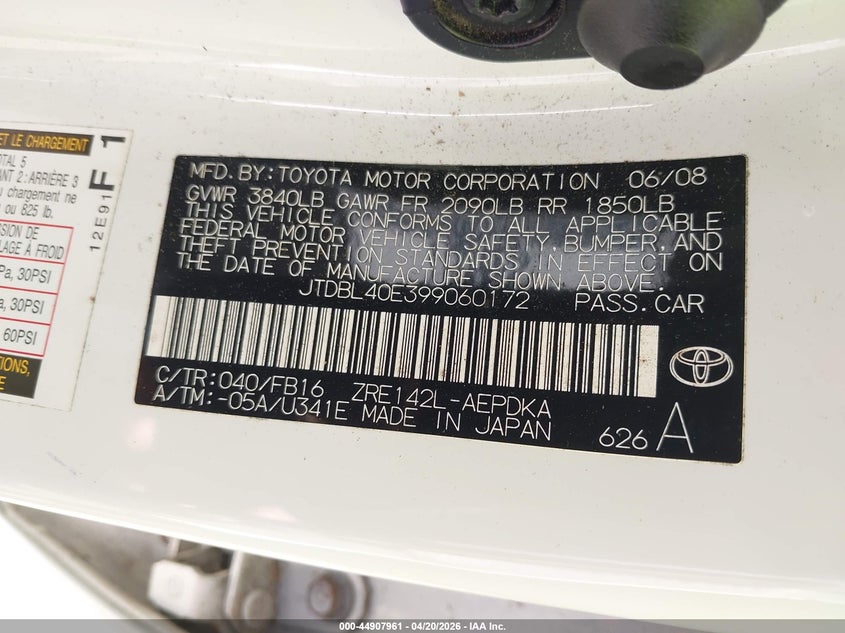 ET LE CHARGEMENT
TOTAL 5
ANT 2 : ARRIÈRE 3
u chargement ne
s ou 825 lb.
SSION DE
LAGE À FROID
Pa, 30PSI
a, 30PSI
60PSI
TIONS,
E
F 1
12E91
MFD. BY: TOYOTA MOTOR CORPORATION 06/08
GVWR 3840LB GAWR FR 2090LB RR 1850LB
THIS VEHICLE CONFORMS TO ALL APPLICABLE
FEDERAL MOTOR VEHICLE SAFETY, BUMPER, AND
THEFT PREVENTION STANDARDS IN EFFECT ON
THE DATE OF MANUFACTURE SHOWN ABOVE.
JTDBL40E399060172 PASS.CAR
C/TR:040/FB16 ZRE142L-AEPDKA
A/TM:-05A/U341E MADE IN JAPAN
626 A
000-44907961 | 04/20/2026 | IAA Inc.